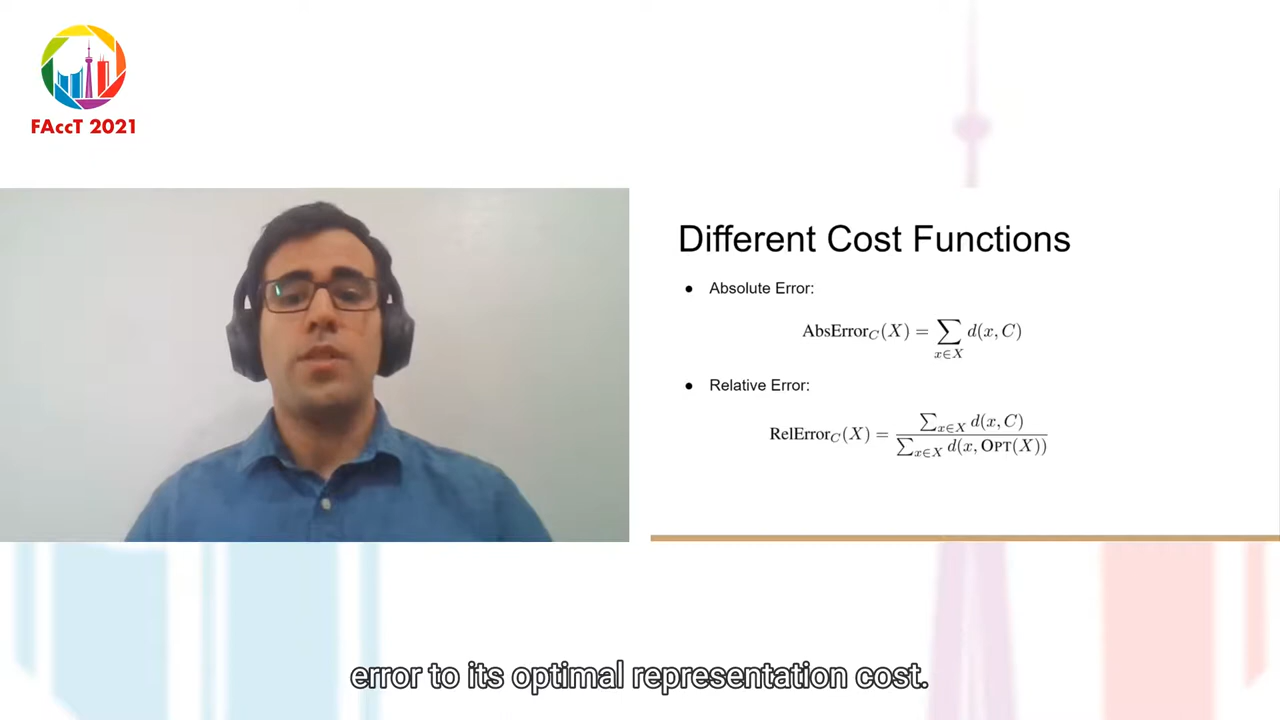 FAccT 2021
Different Cost Functions
● Absolute Error:
AbsError_C(X) = ∑_{x∈X} d(x, C)
● Relative Error:
RelError_C(X) = ∑_{x∈X} d(x, C) / ∑_{x∈X} d(x, OPT(X))
error to its optimal representation cost.